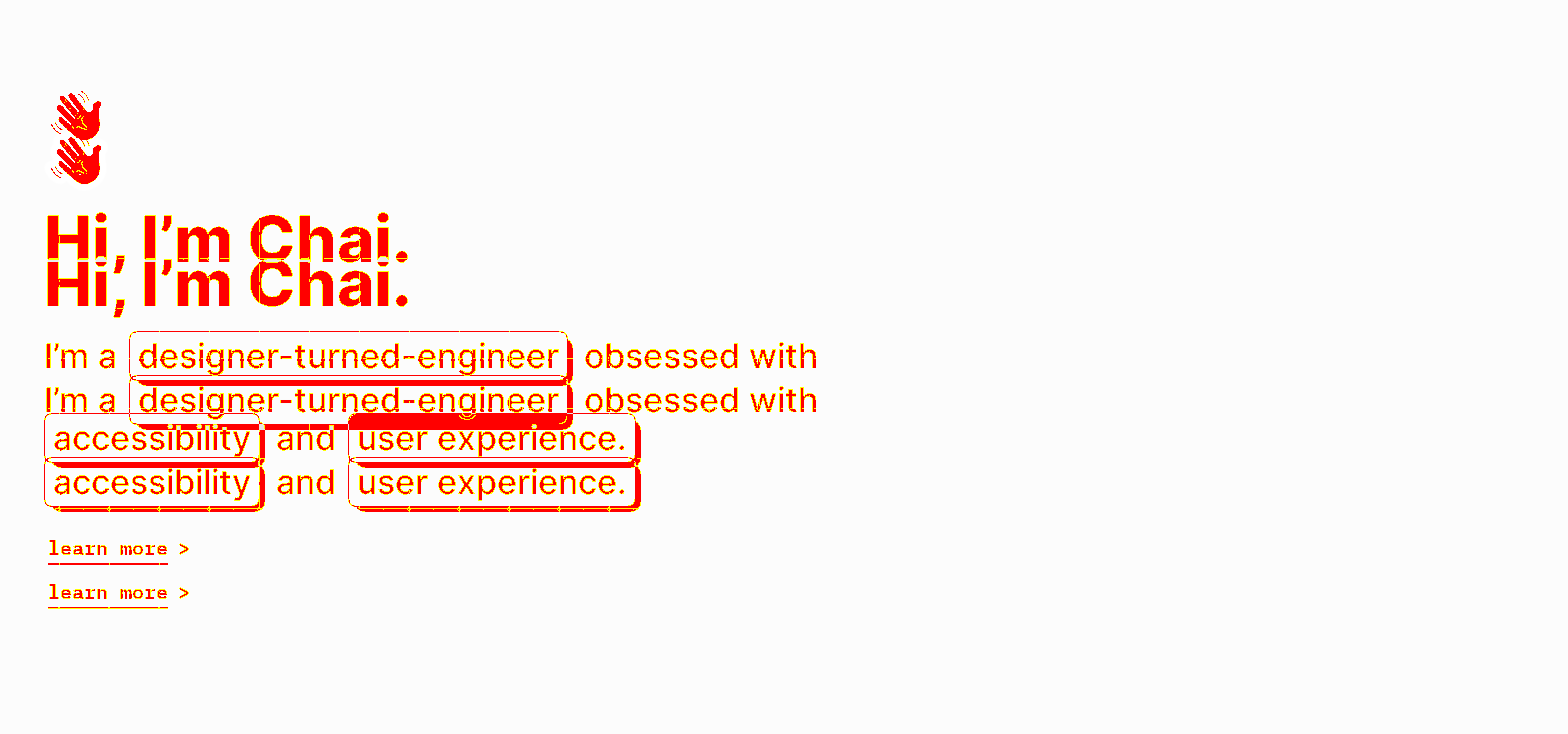 Hi, I’m Chai.
Hi, I’m Chai.
I’m a designer-turned-engineer obsessed with
I’m a designer-turned-engineer obsessed with
accessibility and user experience.
accessibility and user experience.
learn more >
learn more >